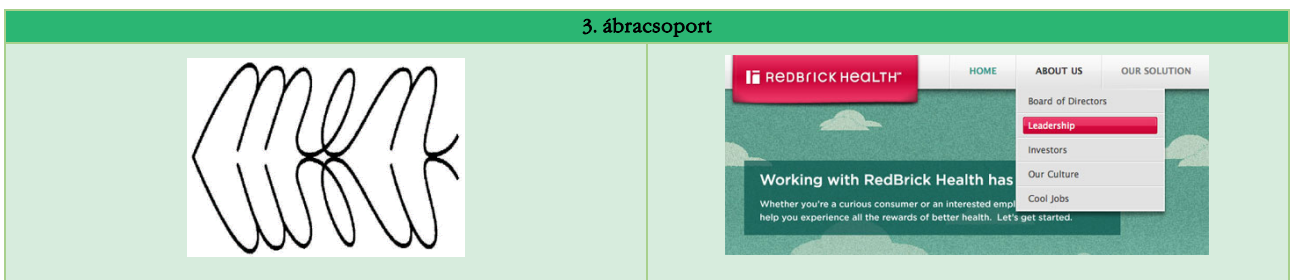 3. ábracsoport
REDBRICK HEALTH™
HOME ABOUT US OUR SOLUTION
Board of Directors
Leadership
Investors
Our Culture
Cool Jobs
Working with RedBrick Health has
Whether you're a curious consumer or an interested empl
help you experience all the rewards of better health. Let's get started.